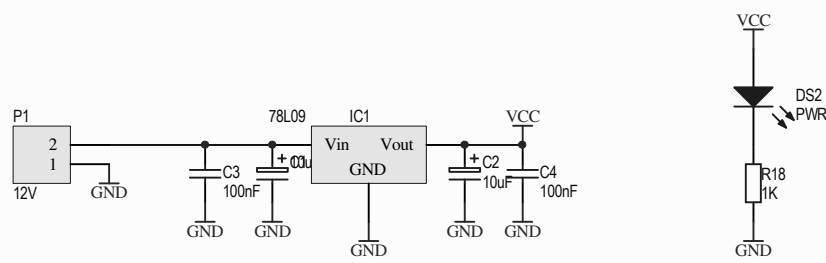 VCC
DS2
PWR
P1
78L09
IC1
VCC
2
1
Vin
Vout
GND
C3
100nF
C2
10uF
C4
100nF
GND
12V
R18
1K
GND
GND
GND
GND
GND
GND